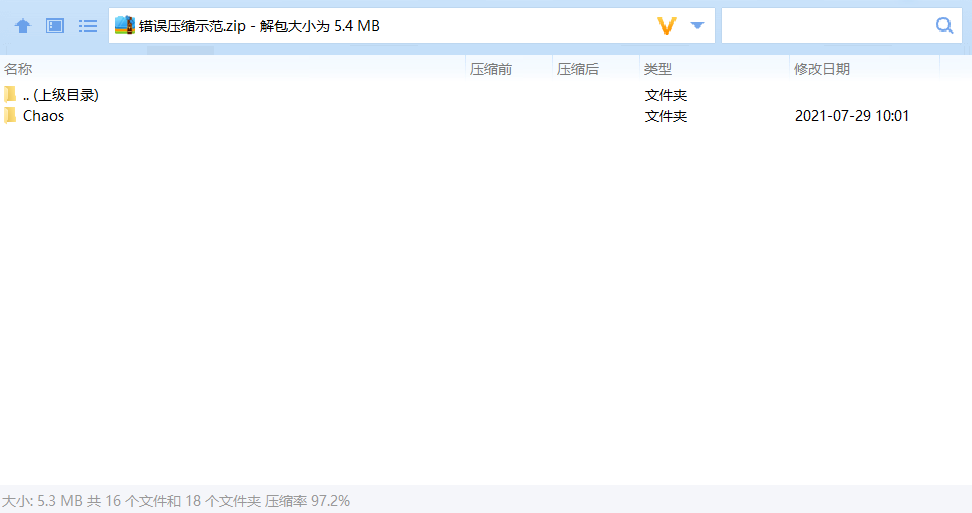 错误压缩示范.zip - 解包大小为 5.4 MB
名称 压缩前 压缩后 类型 修改日期
.. (上级目录) 文件夹
Chaos 文件夹 2021-07-29 10:01
大小: 5.3 MB 共 16 个文件和 18 个文件夹 压缩率 97.2%